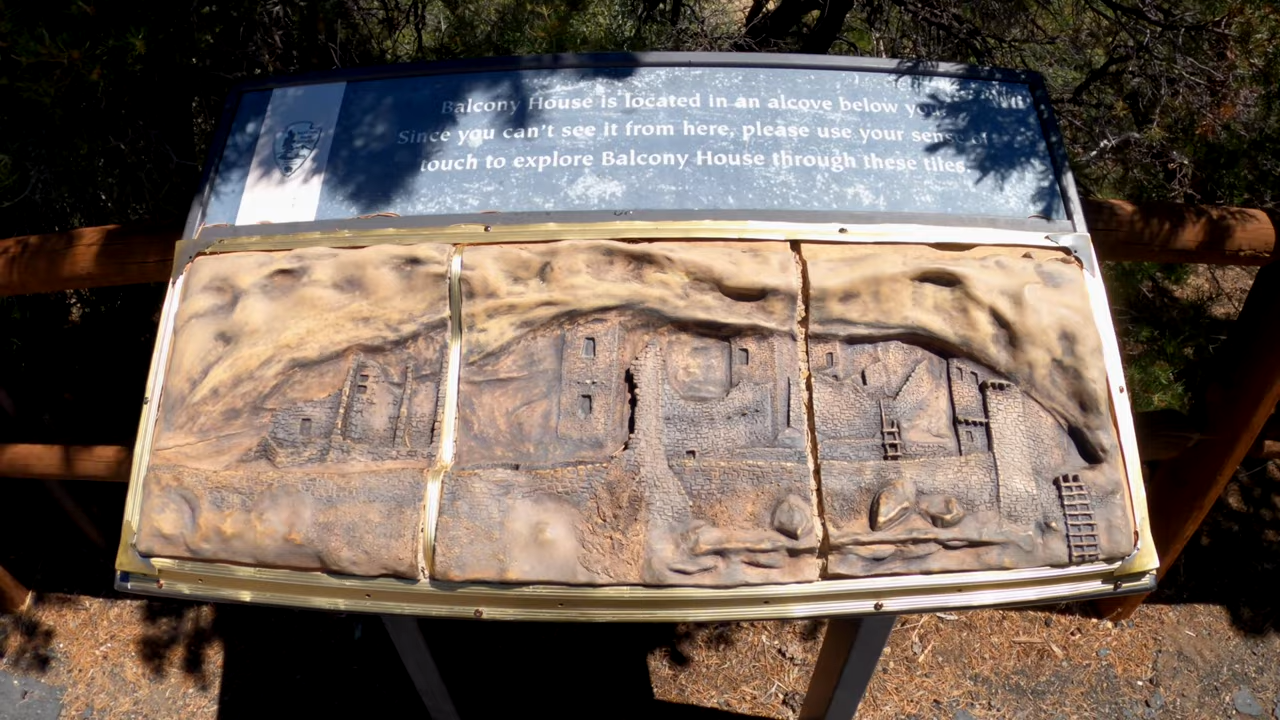 Balcony House is located in an alcove below you.
Since you can't see it from here, please use your sense of
touch to explore Balcony House through these tiles.